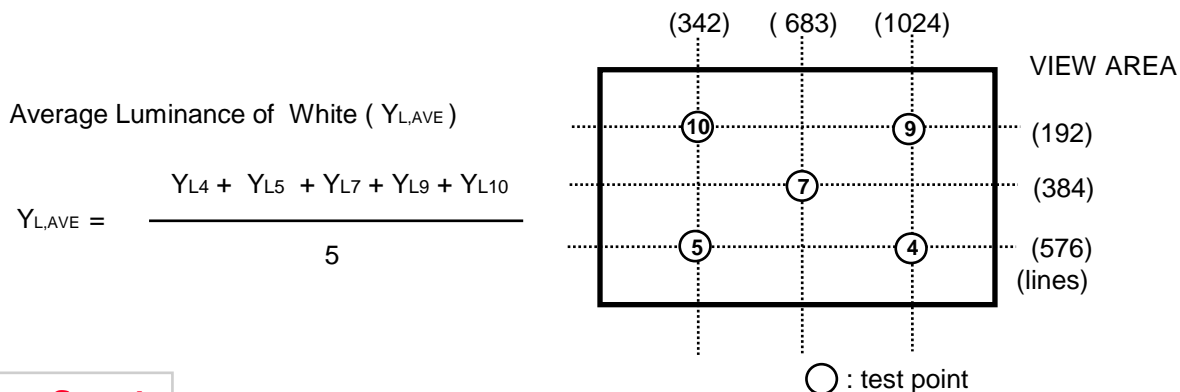 (342) ( 683) (1024)
VIEW AREA
Average Luminance of White ( YL,AVE )
10 9 (192)
YL4 + YL5 + YL7 + YL9 + YL10
7 (384)
YL,AVE =
5
5 4 (576)
(lines)
: test point